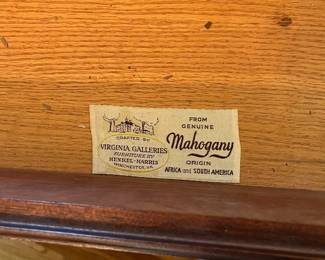 CRAFTED BY
VIRGINIA GALLERIES
FURNITURE BY
HENKEL-HARRIS
WINCHESTER, VA.
FROM
GENUINE
Mahogany
ORIGIN
AFRICA and SOUTH AMERICA